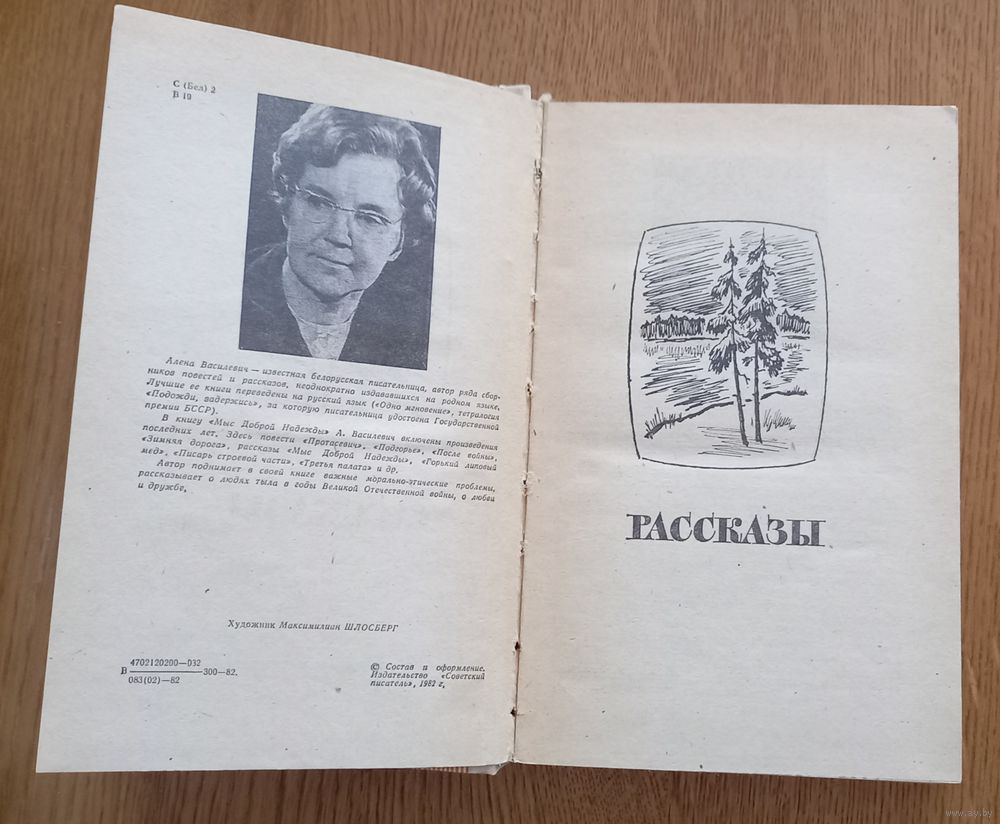 С (Бел) 2
В 19
Алена Василевич — известная белорусская писательница, автор ряда сбор-
ников повестей и рассказов, неоднократно издававшихся на родном языке.
Лучшие ее книги переведены на русский язык («Одно мгновение», тетралогия
«Подожди, задержись», за которую писательница удостоена Государственной
премии БССР).
В книгу «Мыс Доброй Надежды» А. Василевич включены произведения
последних лет. Здесь повести «Протасевич», «Подгорье», «После войны»,
«Зимняя дорога», рассказы «Мыс Доброй Надежды», «Горький липовый
мед», «Писарь строевой части», «Третья палата» и др.
Автор поднимает в своей книге важные морально-этические проблемы,
рассказывает о людях тыла в годы Великой Отечественной войны, о любви
и дружбе.
Художник Максимилиан ШЛОСБЕРГ
4702120200—032
В ———— 300—82.
083(02)—82
© Состав и оформление.
Издательство «Советский
писатель», 1982 г.
РАССКАЗЫ
www.ay.by